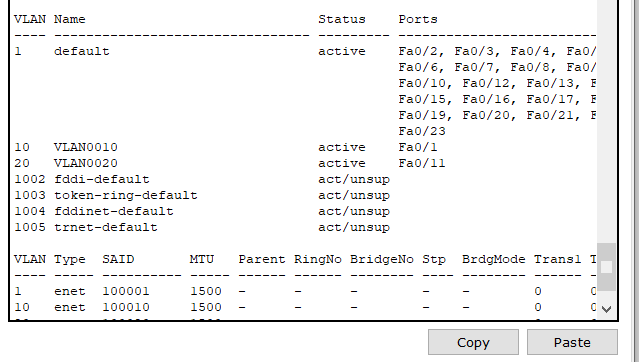 VLAN Name                             Status    Ports
---- -------------------------------- --------- -------------------------
1    default                          active    Fa0/2, Fa0/3, Fa0/4, Fa0/
                                                Fa0/6, Fa0/7, Fa0/8, Fa0/
                                                Fa0/10, Fa0/12, Fa0/13, F
                                                Fa0/15, Fa0/16, Fa0/17, F
                                                Fa0/19, Fa0/20, Fa0/21, F
                                                Fa0/23
10   VLAN0010                         active    Fa0/1
20   VLAN0020                         active    Fa0/11
1002 fddi-default                     act/unsup
1003 token-ring-default               act/unsup
1004 fddinet-default                  act/unsup
1005 trnet-default                    act/unsup
VLAN Type  SAID       MTU   Parent RingNo BridgeNo Stp  BrdgMode Transl T
---- ----- ---------- ----- ------ ------ -------- ---- -------- ------ -
1    enet  100001     1500  -      -      -        -    -        0      0
10   enet  100010     1500  -      -      -        -    -        0      0
Copy Paste